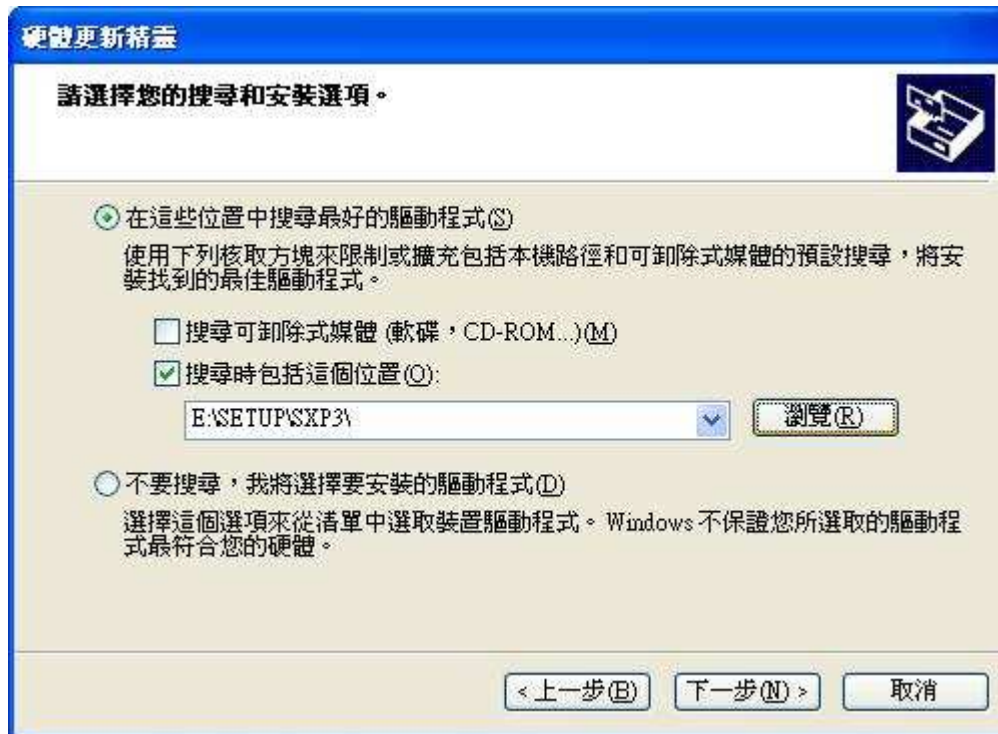 硬體更新精靈
請選擇您的搜尋和安裝選項。
在這些位置中搜尋最好的驅動程式(S)
使用下列核取方塊來限制或擴充包括本機路徑和可卸除式媒體的預設搜尋，將安
裝找到的最佳驅動程式。
搜尋可卸除式媒體 (軟碟，CD-ROM...)(M)
搜尋時包括這個位置(O):
E:\SETUP\SXP3\
瀏覽(R)
不要搜尋，我將選擇要安裝的驅動程式(D)
選擇這個選項來從清單中選取裝置驅動程式。Windows 不保證您所選取的驅動程
式最符合您的硬體。
<上一步(B)
下一步(N) >
取消